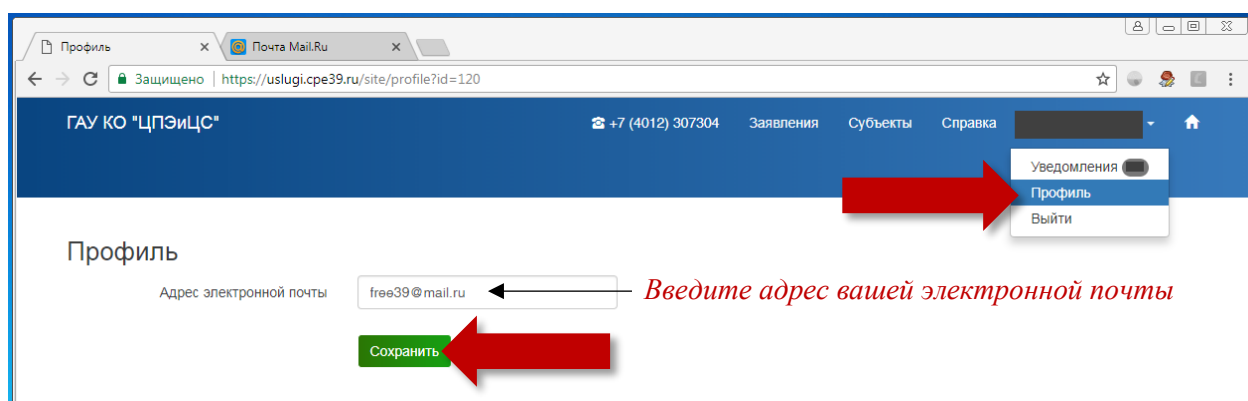 Профиль
Почта Mail.Ru
Защищено | https://uslugi.cpe39.ru/site/profile?id=120
ГАУ КО "ЦПЭиЦС"
+7 (4012) 307304 Заявления Субъекты Справка
Уведомления
Профиль
Выйти
Профиль
Адрес электронной почты
free39@mail.ru
Введите адрес вашей электронной почты
Сохранить